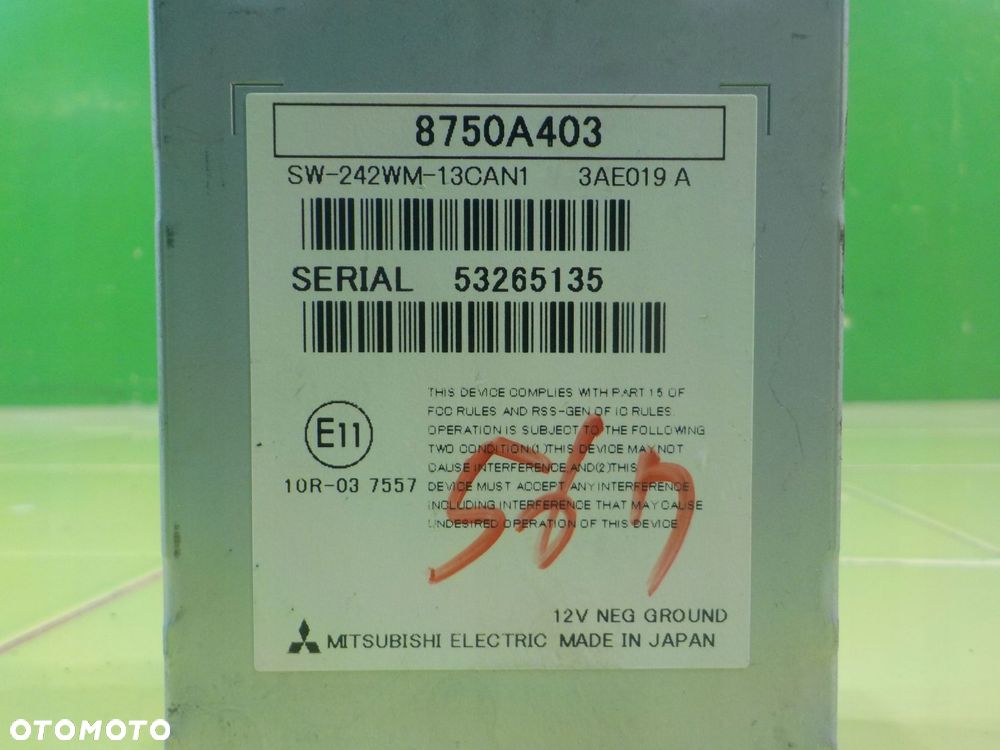 8750A403
SW-242WM-13CAN1 3AE019 A
SERIAL 53265135
E11
10R-03 7557
THIS DEVICE COMPLIES WITH PART 15 OF
FCC RULES AND RSS-GEN OF IC RULES.
OPERATION IS SUBJECT TO THE FOLLOWING
TWO CONDITION:(1)THIS DEVICE MAY NOT
CAUSE INTERFERENCE,AND(2)THIS
DEVICE MUST ACCEPT ANY INTERFERENCE
INCLUDING INTERFERENCE THAT MAY CAUSE
UNDESIRED OPERATION OF THIS DEVICE
12V NEG GROUND
MITSUBISHI ELECTRIC MADE IN JAPAN
OTOMOTO